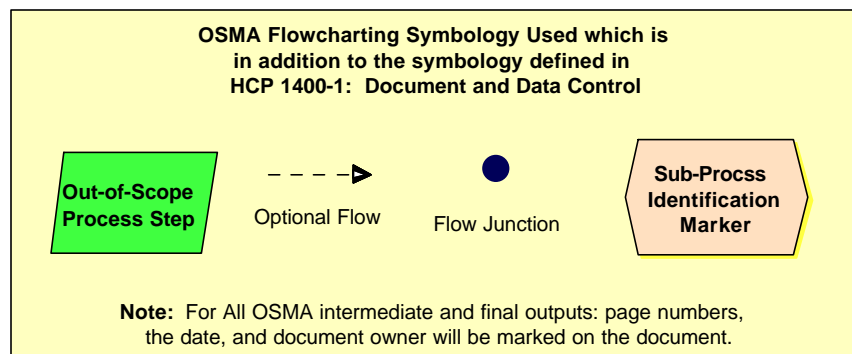 OSMA Flowcharting Symbology Used which is
in addition to the symbology defined in
HCP 1400-1: Document and Data Control
Out-of-Scope
Process Step
Optional Flow
Flow Junction
Sub-Procss
Identification
Marker
Note: For All OSMA intermediate and final outputs: page numbers,
the date, and document owner will be marked on the document.